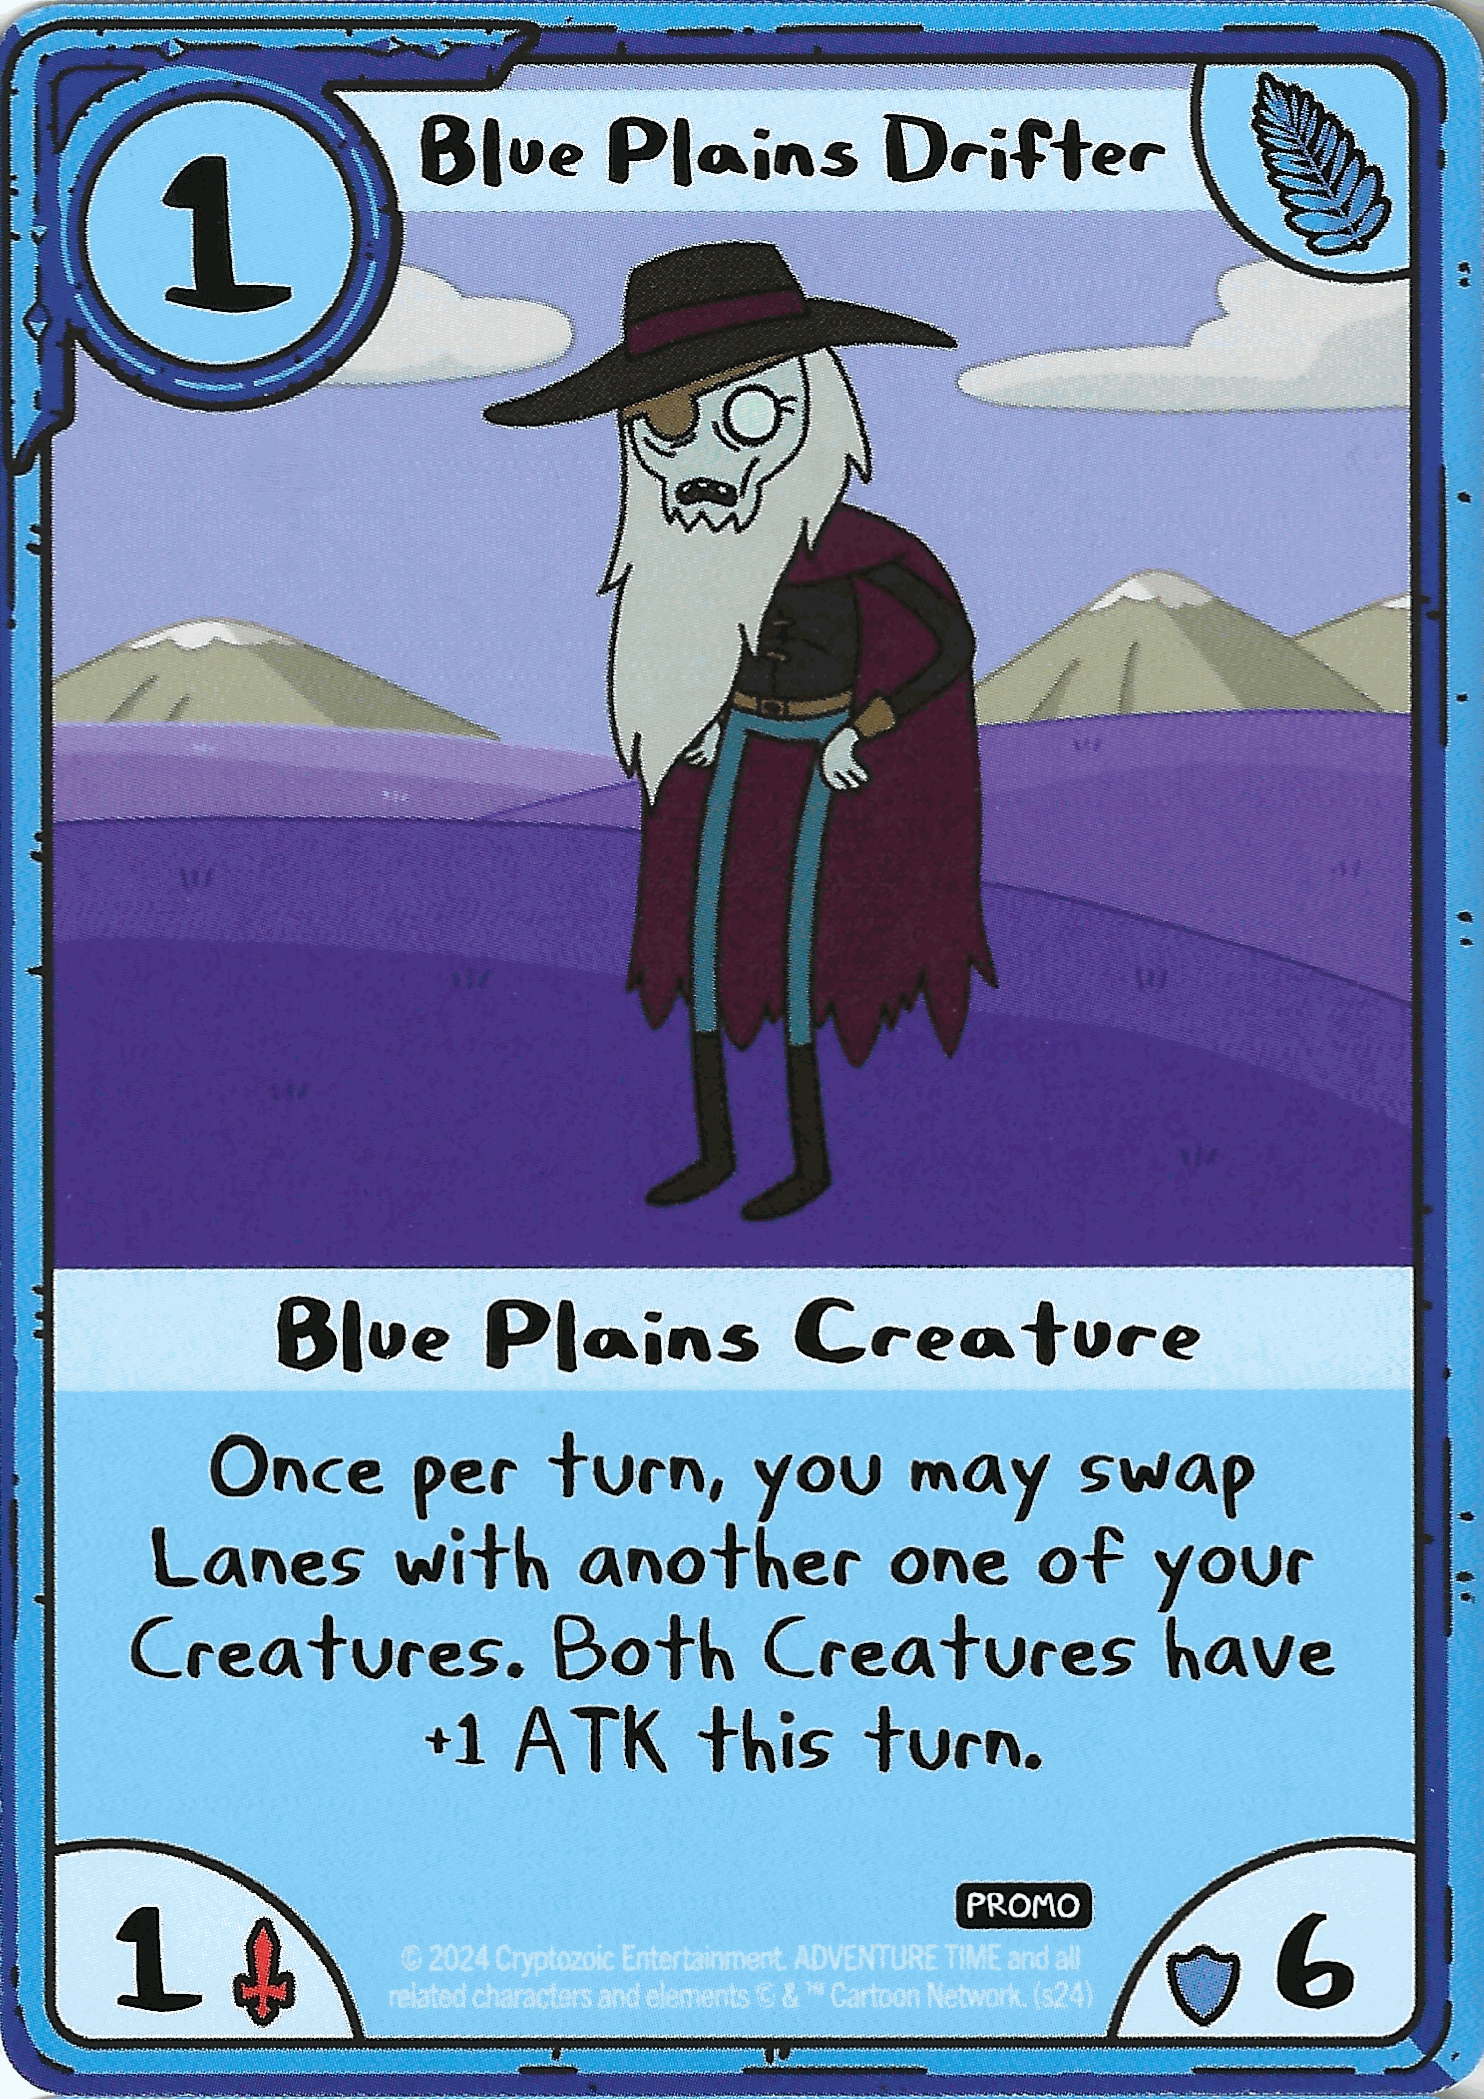 1
Blue Plains Drifter
Blue Plains Creature
Once per turn, you may swap
Lanes with another one of your
Creatures. Both Creatures have
+1 ATK this turn.
PROMO
1
6
© 2024 Cryptozoic Entertainment. ADVENTURE TIME and all
related characters and elements © & ™ Cartoon Network. (s24)